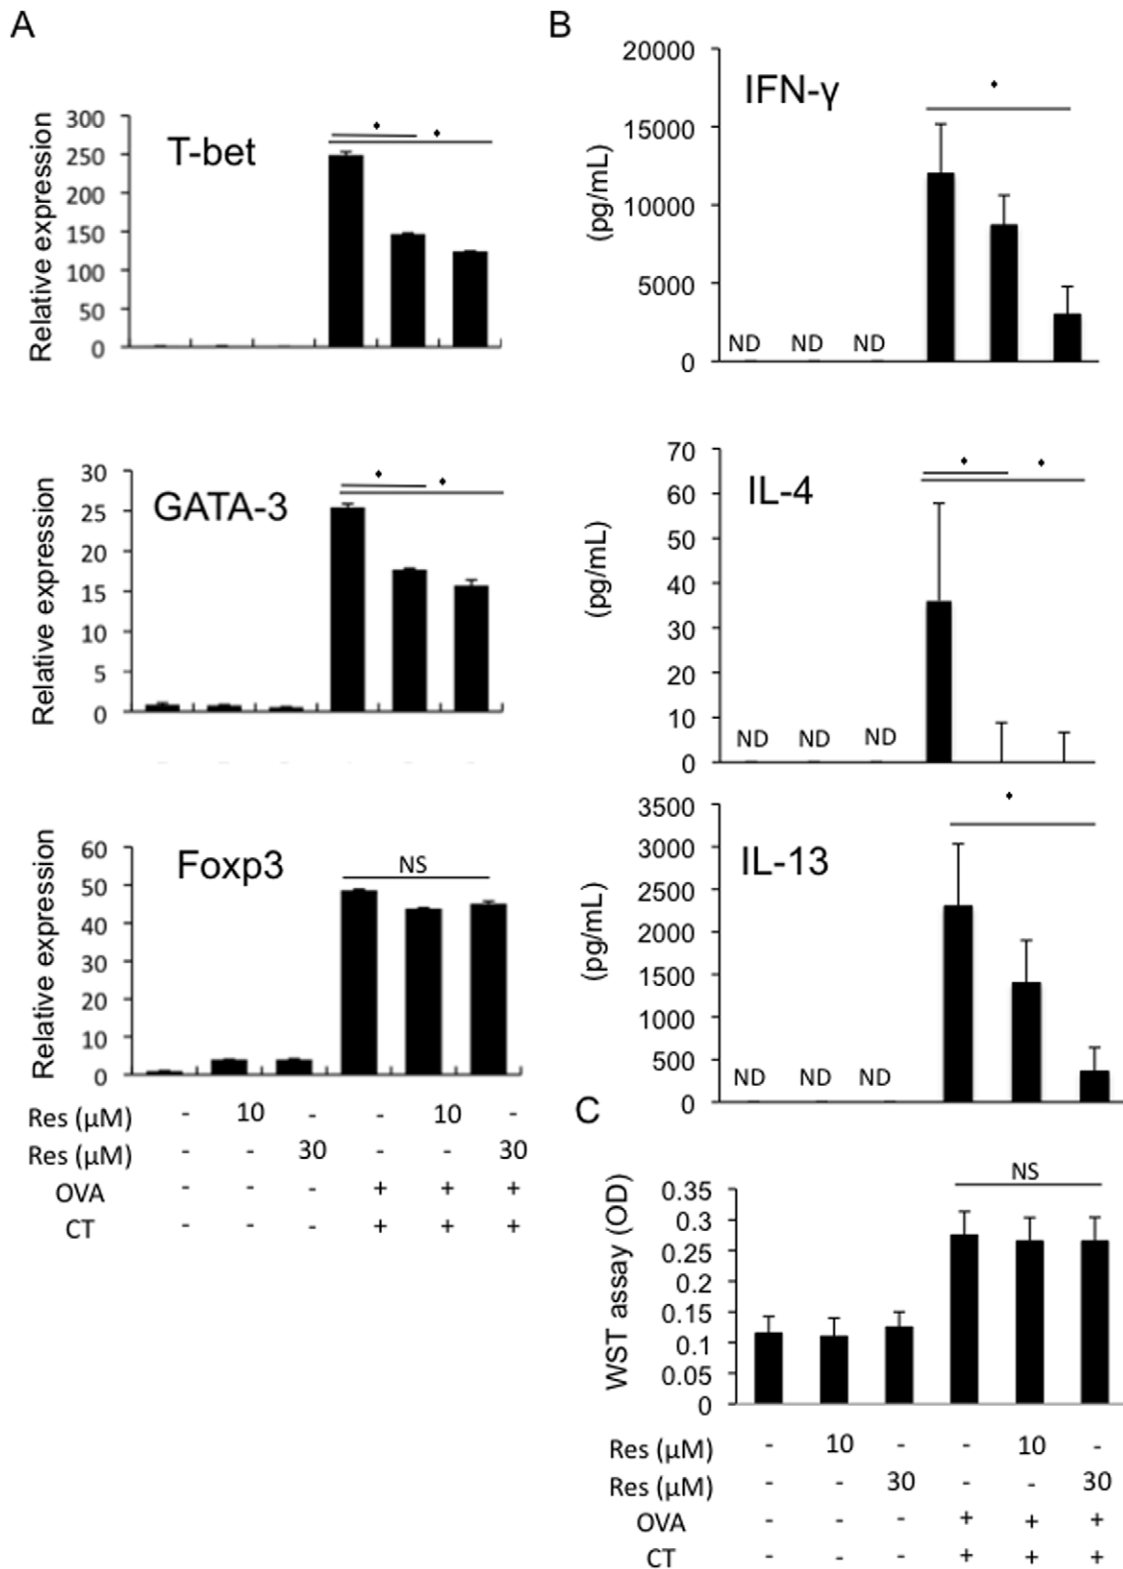 A
T-bet
Relative expression
300
250
200
150
100
50
0
GATA-3
Relative expression
30
25
20
15
10
5
0
Foxp3
NS
Relative expression
60
50
40
30
20
10
0
Res (µM) - 10 - - 10 -
Res (µM) - - 30 - - 30
OVA - - - + + +
CT - - - + + +
B
IFN-γ
(pg/mL)
20000
15000
10000
5000
0
ND ND ND
IL-4
(pg/mL)
70
60
50
40
30
20
10
0
ND ND ND
IL-13
(pg/mL)
3500
3000
2500
2000
1500
1000
500
0
ND ND ND
C
NS
WST assay (OD)
0.35
0.3
0.25
0.2
0.15
0.1
0.05
0
Res (µM) - 10 - - 10 -
Res (µM) - - 30 - - 30
OVA - - - + + +
CT - - - + + +